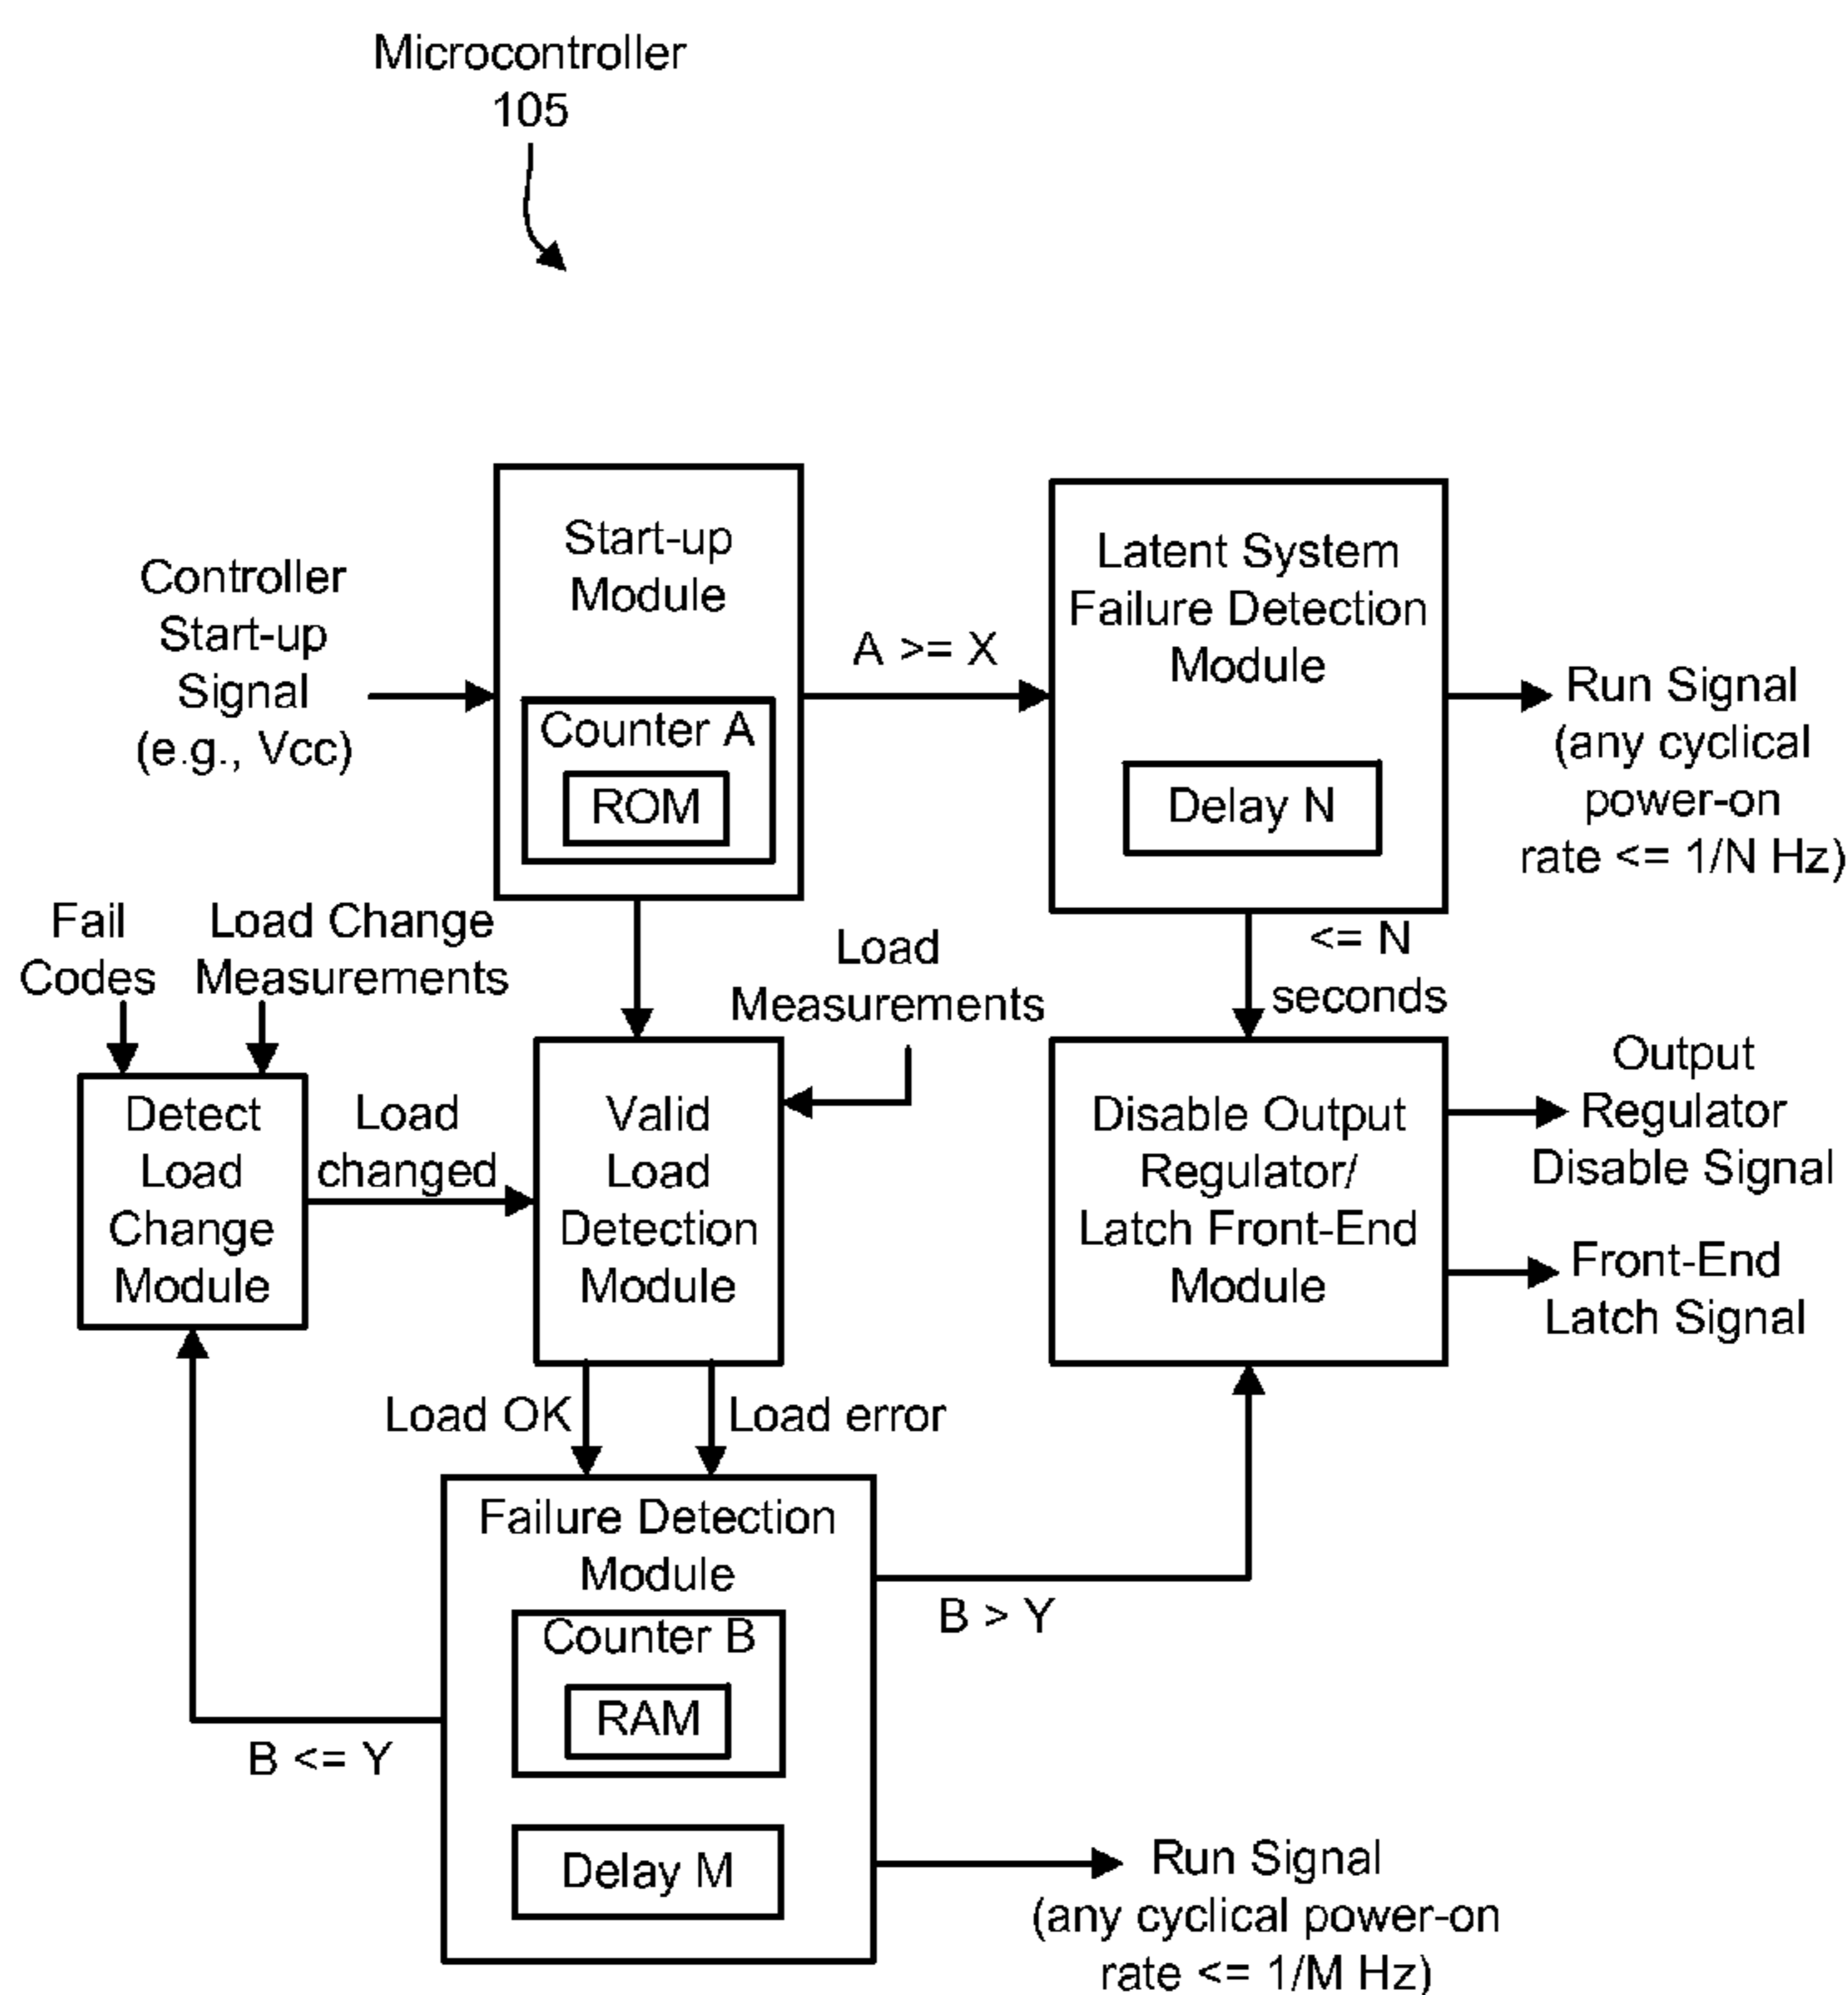 Microcontroller
105
Controller
Start-up
Signal
(e.g., Vcc)
Start-up
Module
Counter A
ROM
A >= X
Latent System
Failure Detection
Module
Delay N
Run Signal
(any cyclical
power-on
rate <= 1/N Hz)
Fail
Codes
Load Change
Measurements
Load
Measurements
<= N
seconds
Detect
Load
Change
Module
Load
changed
Valid
Load
Detection
Module
Disable Output
Regulator/
Latch Front-End
Module
Output
Regulator
Disable Signal
Front-End
Latch Signal
Load OK
Load error
Failure Detection
Module
Counter B
RAM
Delay M
B > Y
B <= Y
Run Signal
(any cyclical power-on
rate <= 1/M Hz)